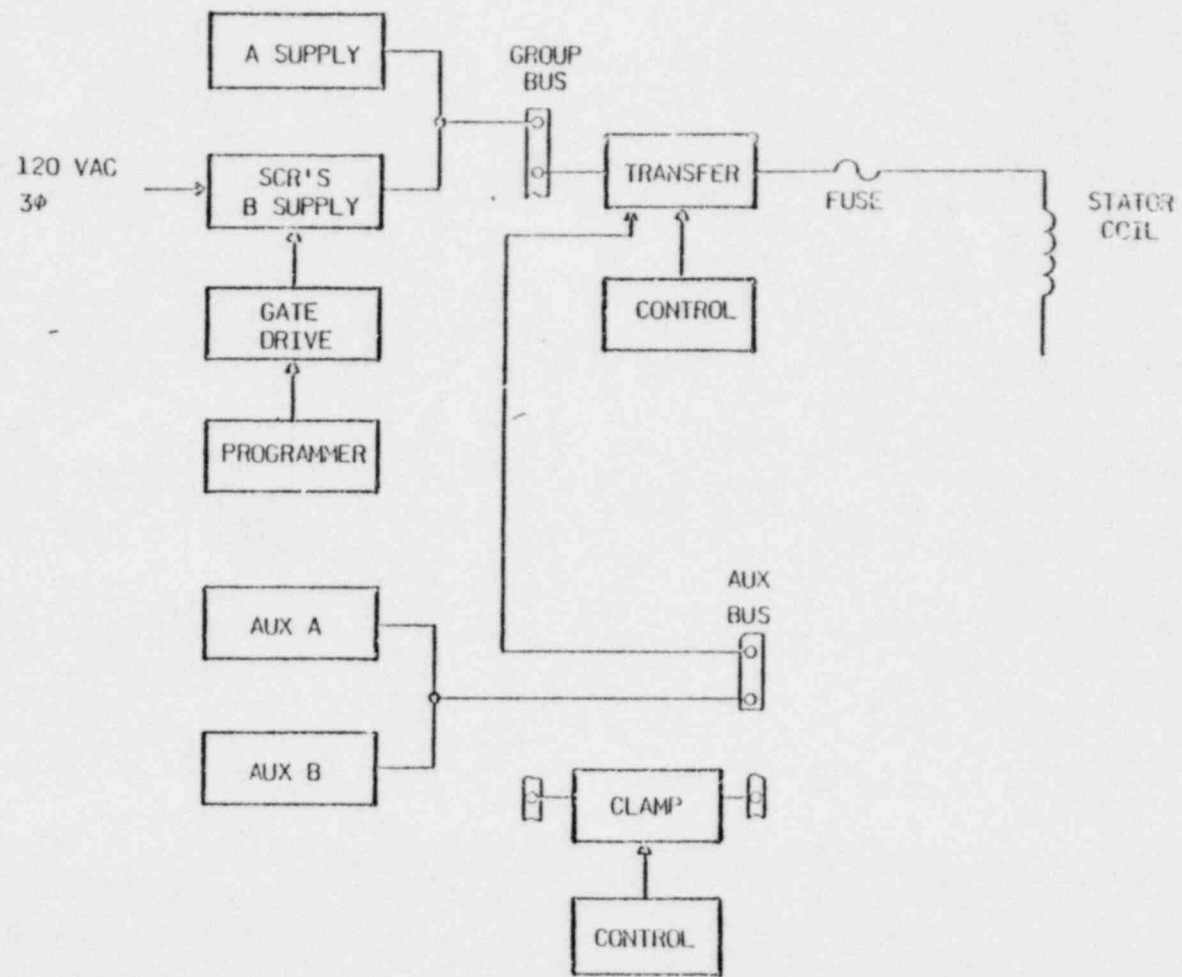 A SUPPLY
GROUP
BUS
120 VAC
3Φ
SCR'S
B SUPPLY
TRANSFER
FUSE
STATOR
COIL
GATE
DRIVE
CONTROL
PROGRAMMER
AUX A
AUX
BUS
AUX B
CLAMP
CONTROL